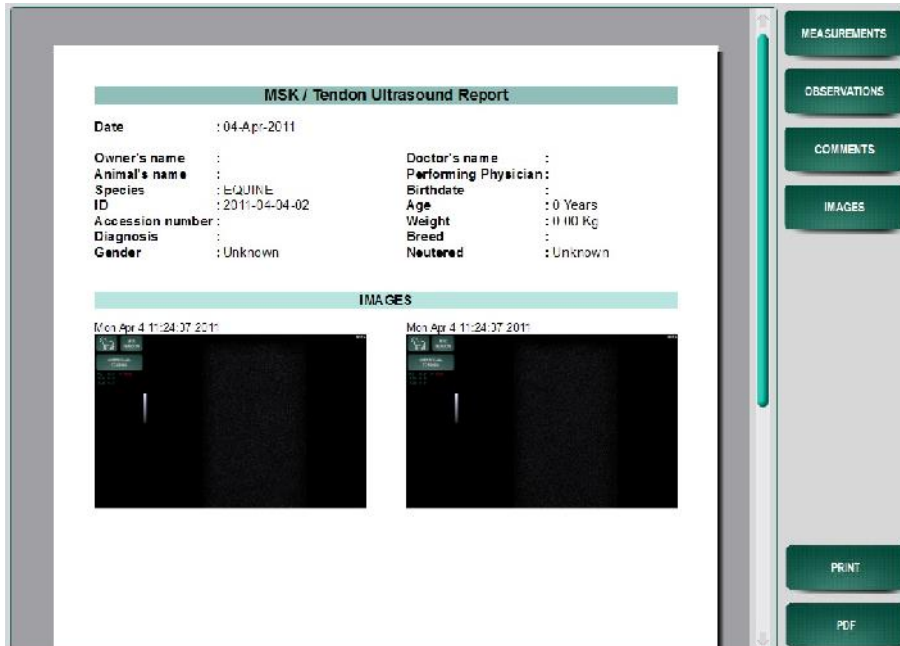 MSK / Tendon Ultrasound Report
Date : 04-Apr-2011
Owner's name :
Animal's name :
Species : EQUINE
ID : 2011-04-04-02
Accession number :
Diagnosis :
Gender : Unknown
Doctor's name :
Performing Physician :
Birthdate :
Age : 0 Years
Weight : 0.00 Kg
Breed :
Neutered : Unknown
IMAGES
Mon Apr 4 11:24:37 2011
Mon Apr 4 11:24:37 2011
MEASUREMENTS
OBSERVATIONS
COMMENTS
IMAGES
PRINT
PDF